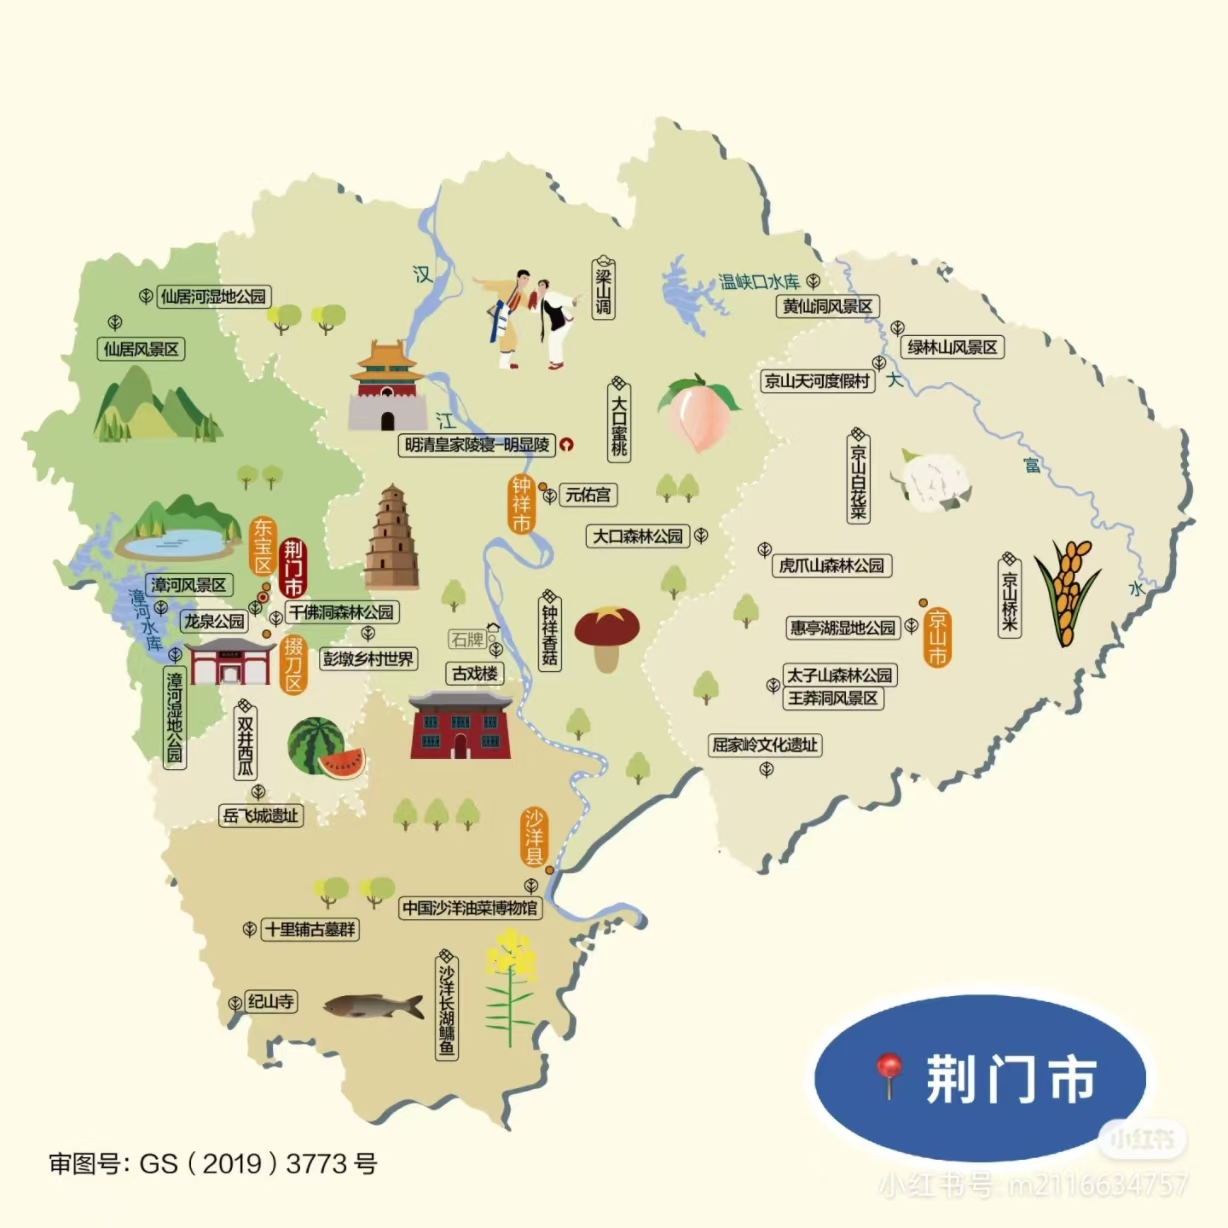 汉
梁山调
温峡口水库
仙居河湿地公园
黄仙洞风景区
仙居风景区
绿林山风景区
京山天河度假村
大
大口蜜桃
江
明清皇家陵寝-明显陵
京山白花菜
富
钟祥市
元佑宫
东宝区
大口森林公园
荆门市
虎爪山森林公园
漳河风景区
京山桥米
水
漳河水库
龙泉公园
千佛洞森林公园
钟祥香菇
惠亭湖湿地公园
京山市
石牌
掇刀区
彭墩乡村世界
古戏楼
太子山森林公园
王莽洞风景区
漳河湿地公园
双井西瓜
屈家岭文化遗址
岳飞城遗址
沙洋县
中国沙洋油菜博物馆
十里铺古墓群
沙洋长湖鳙鱼
纪山寺
荆门市
小红书
审图号：GS（2019）3773号
小红书号: m2116634757